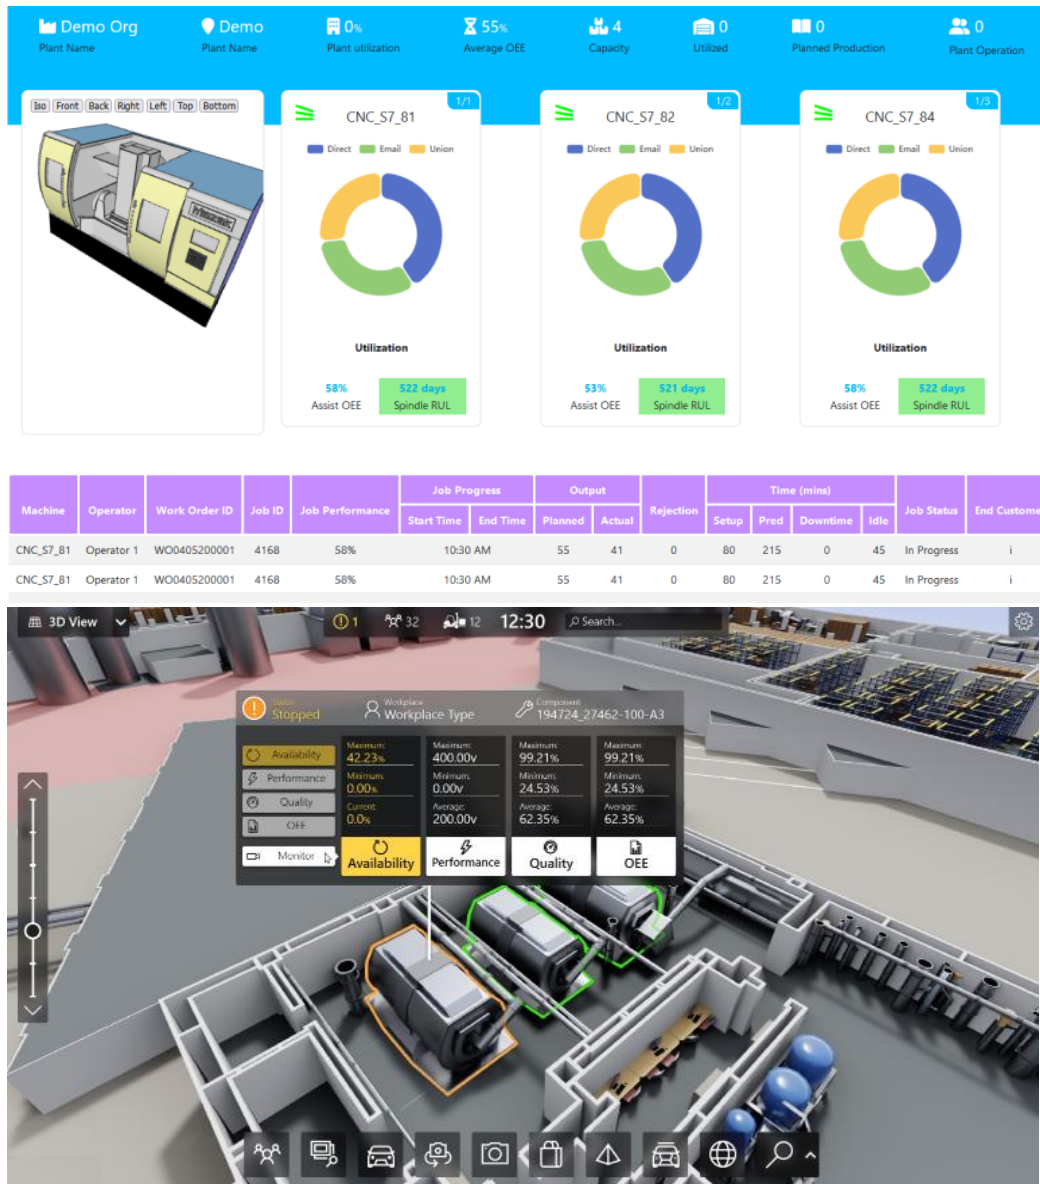 Demo Org Demo 0% 55% 4 0 0 0
Plant Name Plant Name Plant utilization Average OEE Capacity Utilized Planned Production Plant Operation
Iso Front Back Right Left Top Bottom
Mazak
1/1
CNC_S7_81
Direct Email Union
Utilization
58% 522 days
Assist OEE Spindle RUL
1/2
CNC_S7_82
Direct Email Union
Utilization
53% 521 days
Assist OEE Spindle RUL
1/3
CNC_S7_84
Direct Email Union
Utilization
58% 522 days
Assist OEE Spindle RUL
Job Progress Output Time (mins)
Machine Operator Work Order ID Job ID Job Performance Rejection Job Status End Custome
Start Time End Time Planned Actual Setup Pred Downtime Idle
CNC_S7_81 Operator 1 WO0405200001 4168 58% 10:30 AM 55 41 0 80 215 0 45 In Progress i
CNC_S7_81 Operator 1 WO0405200001 4168 58% 10:30 AM 55 41 0 80 215 0 45 In Progress i
3D View 1 32 12 12:30 Search...
Status Workplace Component
Stopped Workplace Type 194724_27462-100-A3
Availability
Performance
Quality
OEE
Monitor
Maximum: Maximum: Maximum: Maximum:
42.23% 400.00v 99.21% 99.21%
Minimum: Minimum: Minimum: Minimum:
0.00% 0.00v 24.53% 24.53%
Current: Average: Average: Average:
0.0% 200.00v 62.35% 62.35%
Availability Performance Quality OEE